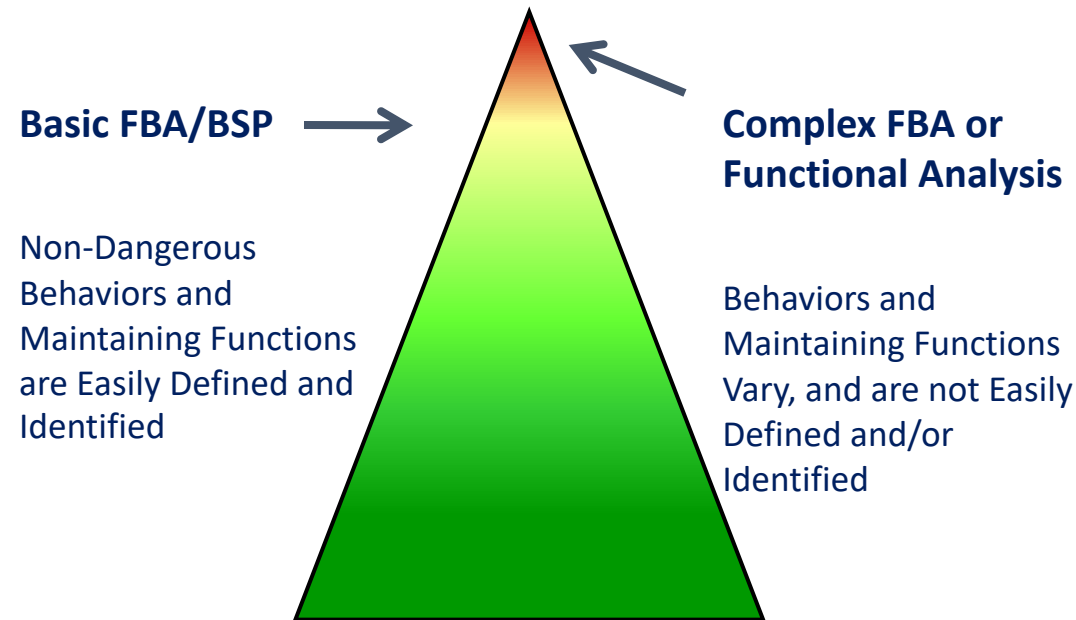 Basic FBA/BSP
Non-Dangerous
Behaviors and
Maintaining Functions
are Easily Defined and
Identified
Complex FBA or
Functional Analysis
Behaviors and
Maintaining Functions
Vary, and are not Easily
Defined and/or
Identified